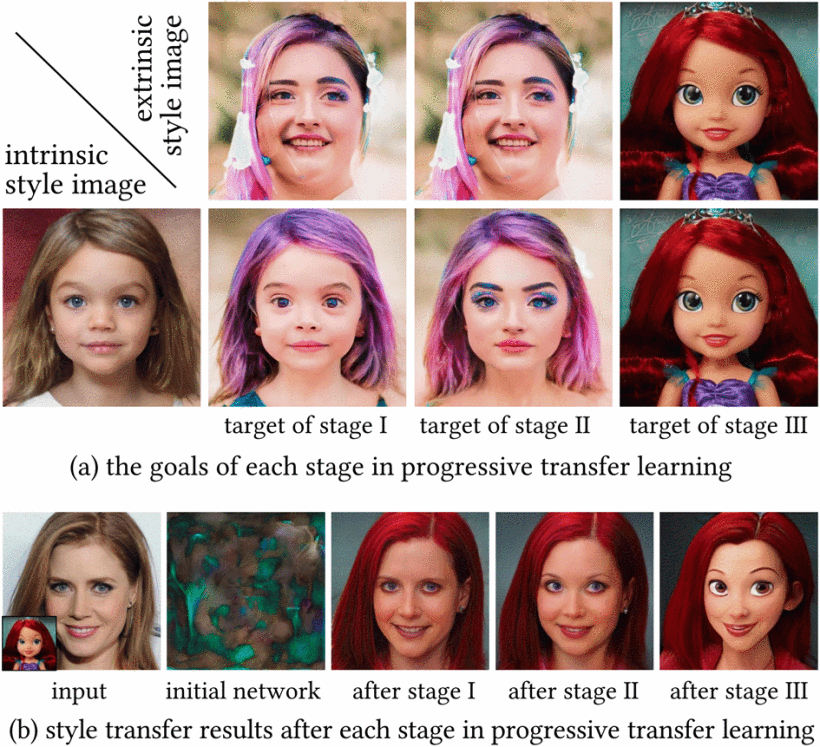 extrinsic
style image
intrinsic
style image
target of stage I
target of stage II
target of stage III
(a) the goals of each stage in progressive transfer learning
input
initial network
after stage I
after stage II
after stage III
(b) style transfer results after each stage in progressive transfer learning